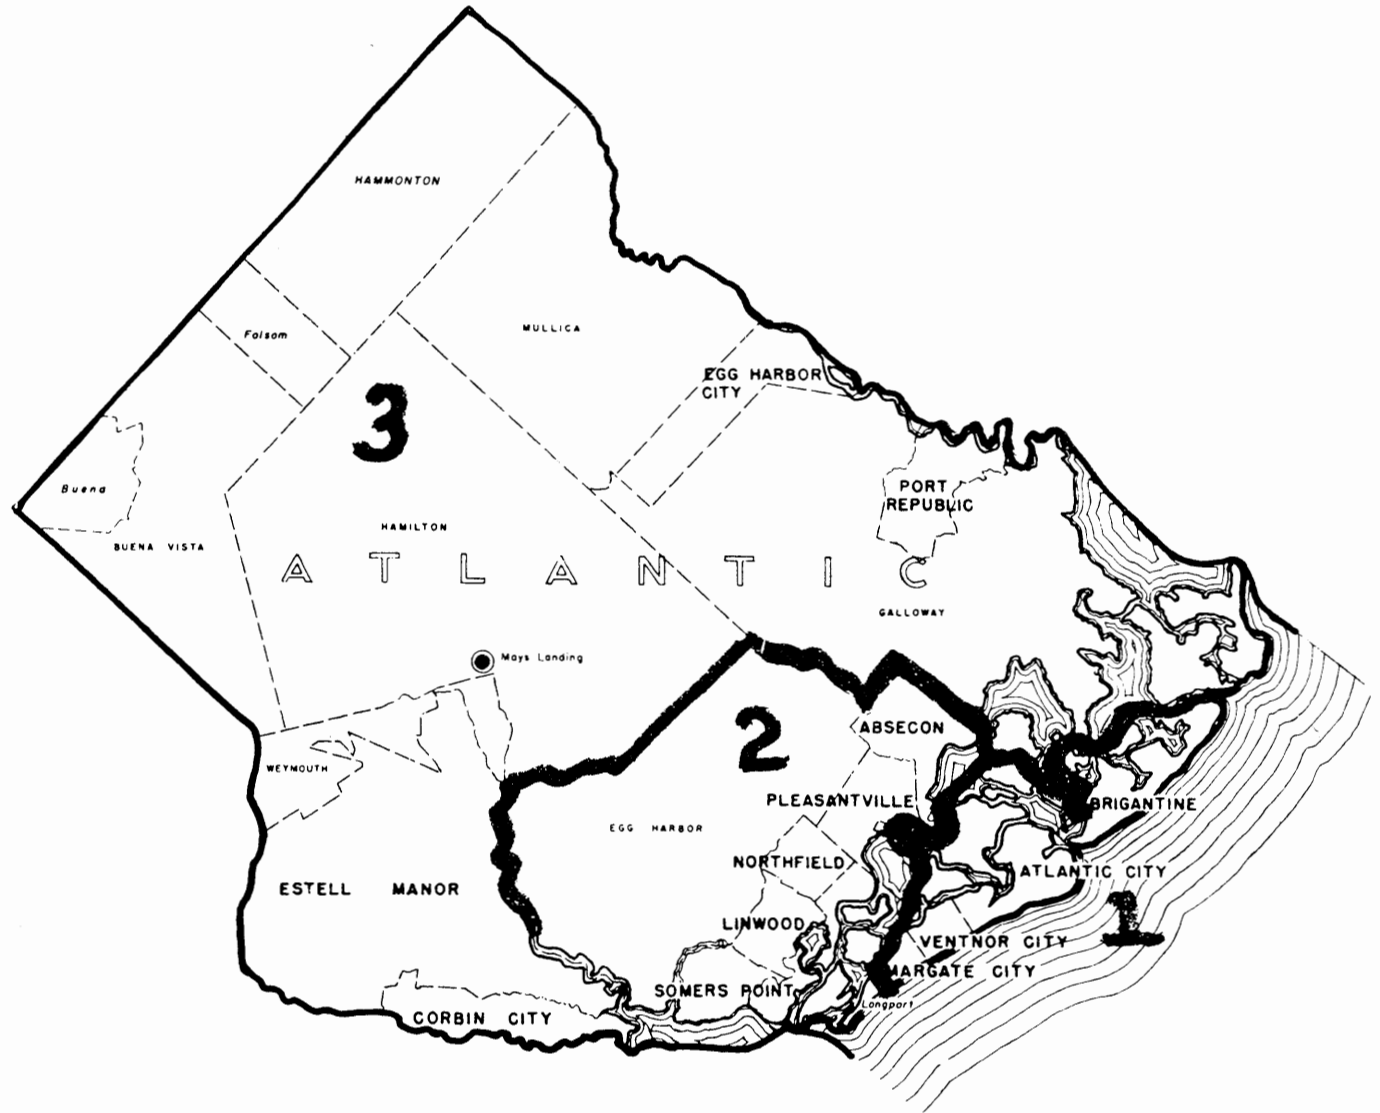 HAMMONTON
MULLICA
Folsom
EGG HARBOR
CITY
3
Buena
PORT
REPUBLIC
HAMILTON
BUENA VISTA
ATLANTIC
GALLOWAY
Mays Landing
2
ABSECON
WEYMOUTH
PLEASANTVILLE
BRIGANTINE
EGG HARBOR
NORTHFIELD
ATLANTIC CITY
ESTELL MANOR
1
LINWOOD
VENTNOR CITY
MARGATE CITY
SOMERS POINT
Longport
CORBIN CITY